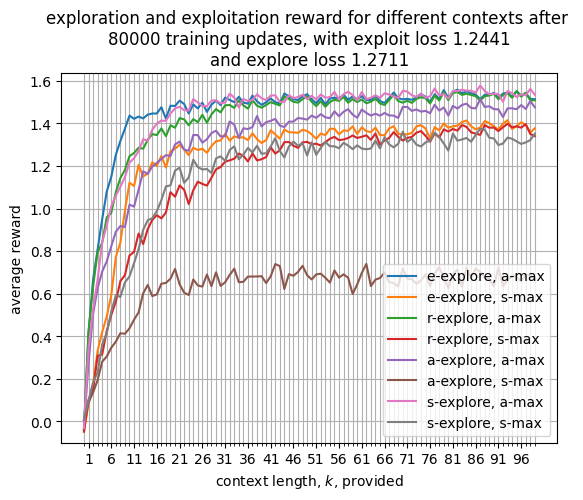 exploration and exploitation reward for different contexts after
80000 training updates, with exploit loss 1.2441
and explore loss 1.2711
average reward
1.6
1.4
1.2
1.0
0.8
0.6
0.4
0.2
0.0
e-explore, a-max
e-explore, s-max
r-explore, a-max
r-explore, s-max
a-explore, a-max
a-explore, s-max
s-explore, a-max
s-explore, s-max
1 6 11 16 21 26 31 36 41 46 51 56 61 66 71 76 81 86 91 96
context length, k, provided